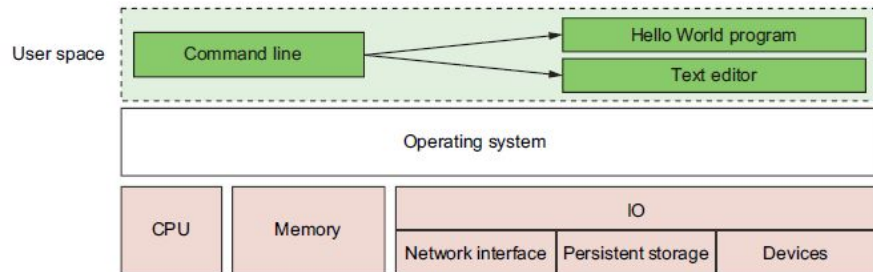 User space
Command line
Hello World program
Text editor
Operating system
CPU
Memory
IO
Network interface
Persistent storage
Devices